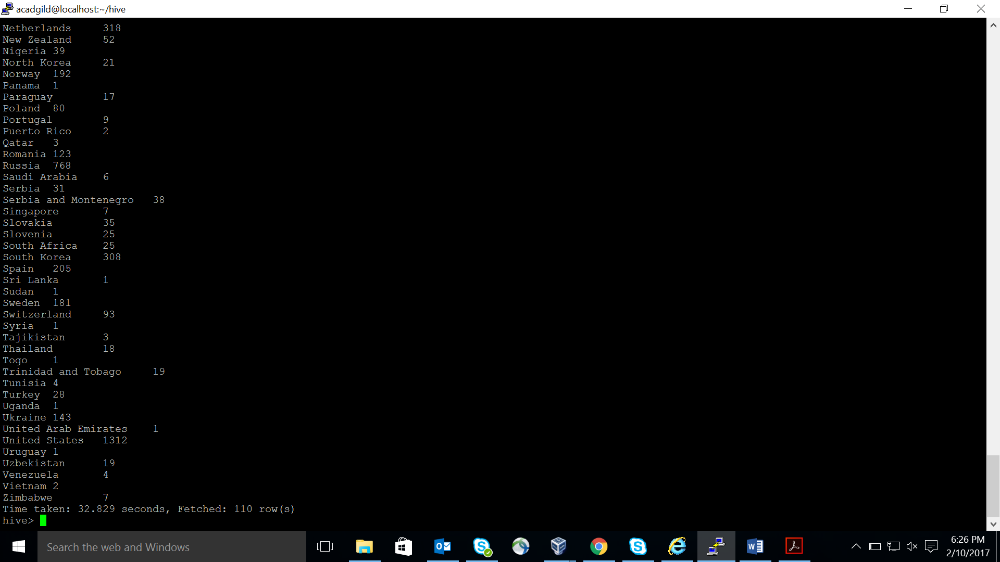 acadgild@localhost:~/hive
Netherlands 318
New Zealand 52
Nigeria 39
North Korea 21
Norway 192
Panama 1
Paraguay 17
Poland 80
Portugal 9
Puerto Rico 2
Qatar 3
Romania 123
Russia 768
Saudi Arabia 6
Serbia 31
Serbia and Montenegro 38
Singapore 7
Slovakia 35
Slovenia 25
South Africa 25
South Korea 308
Spain 205
Sri Lanka 1
Sudan 1
Sweden 181
Switzerland 93
Syria 1
Tajikistan 3
Thailand 18
Togo 1
Trinidad and Tobago 19
Tunisia 4
Turkey 28
Uganda 1
Ukraine 143
United Arab Emirates 1
United States 1312
Uruguay 1
Uzbekistan 19
Venezuela 4
Vietnam 2
Zimbabwe 7
Time taken: 32.829 seconds, Fetched: 110 row(s)
hive>
Search the web and Windows
6:26 PM
2/10/2017